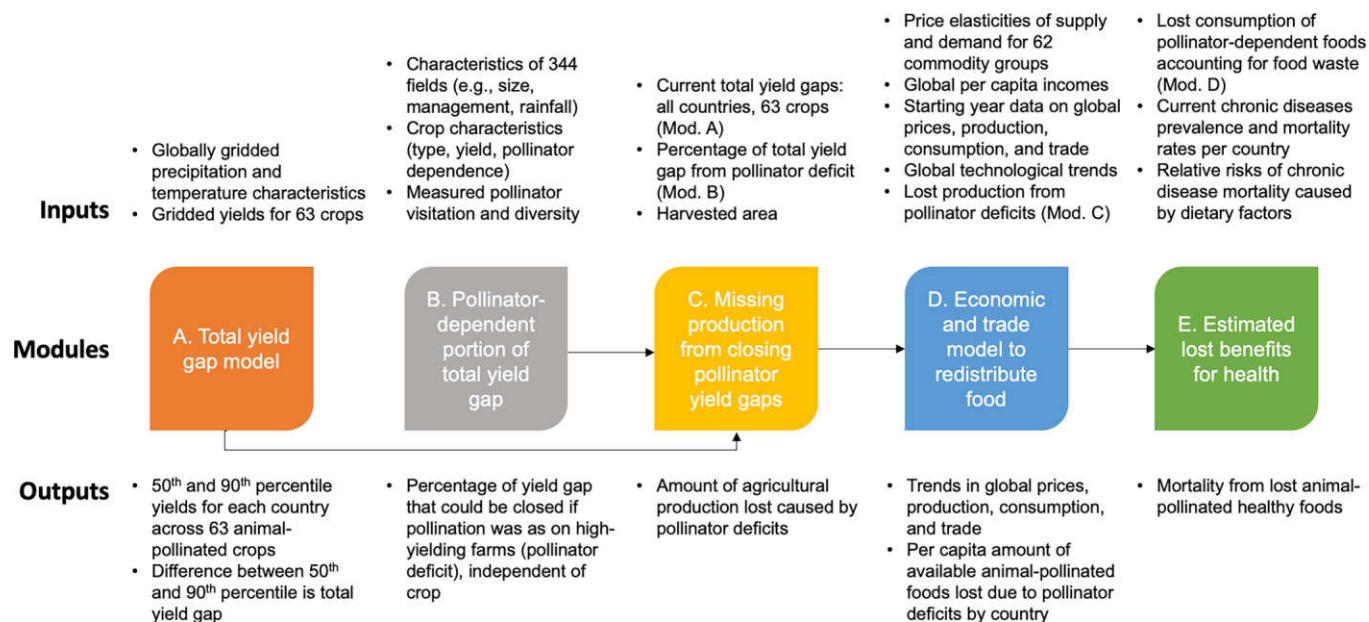 Inputs
• Globally gridded
precipitation and
temperature characteristics
• Gridded yields for 63 crops
• Characteristics of 344
fields (e.g., size,
management, rainfall)
• Crop characteristics
(type, yield, pollinator
dependence)
• Measured pollinator
visitation and diversity
• Current total yield gaps:
all countries, 63 crops
(Mod. A)
• Percentage of total yield
gap from pollinator deficit
(Mod. B)
• Harvested area
• Price elasticities of supply
and demand for 62
commodity groups
• Global per capita incomes
• Starting year data on global
prices, production,
consumption, and trade
• Global technological trends
• Lost production from
pollinator deficits (Mod. C)
• Lost consumption of
pollinator-dependent foods
accounting for food waste
(Mod. D)
• Current chronic diseases
prevalence and mortality
rates per country
• Relative risks of chronic
disease mortality caused
by dietary factors
Modules
A. Total yield
gap model
B. Pollinator-
dependent
portion of
total yield
gap
C. Missing
production
from closing
pollinator
yield gaps
D. Economic
and trade
model to
redistribute
food
E. Estimated
lost benefits
for health
Outputs
• 50th and 90th percentile
yields for each country
across 63 animal-
pollinated crops
• Difference between 50th
and 90th percentile is total
yield gap
• Percentage of yield gap
that could be closed if
pollination was as on high-
yielding farms (pollinator
deficit), independent of
crop
• Amount of agricultural
production lost caused by
pollinator deficits
• Trends in global prices,
production, consumption,
and trade
• Per capita amount of
available animal-pollinated
foods lost due to pollinator
deficits by country
• Mortality from lost animal-
pollinated healthy foods